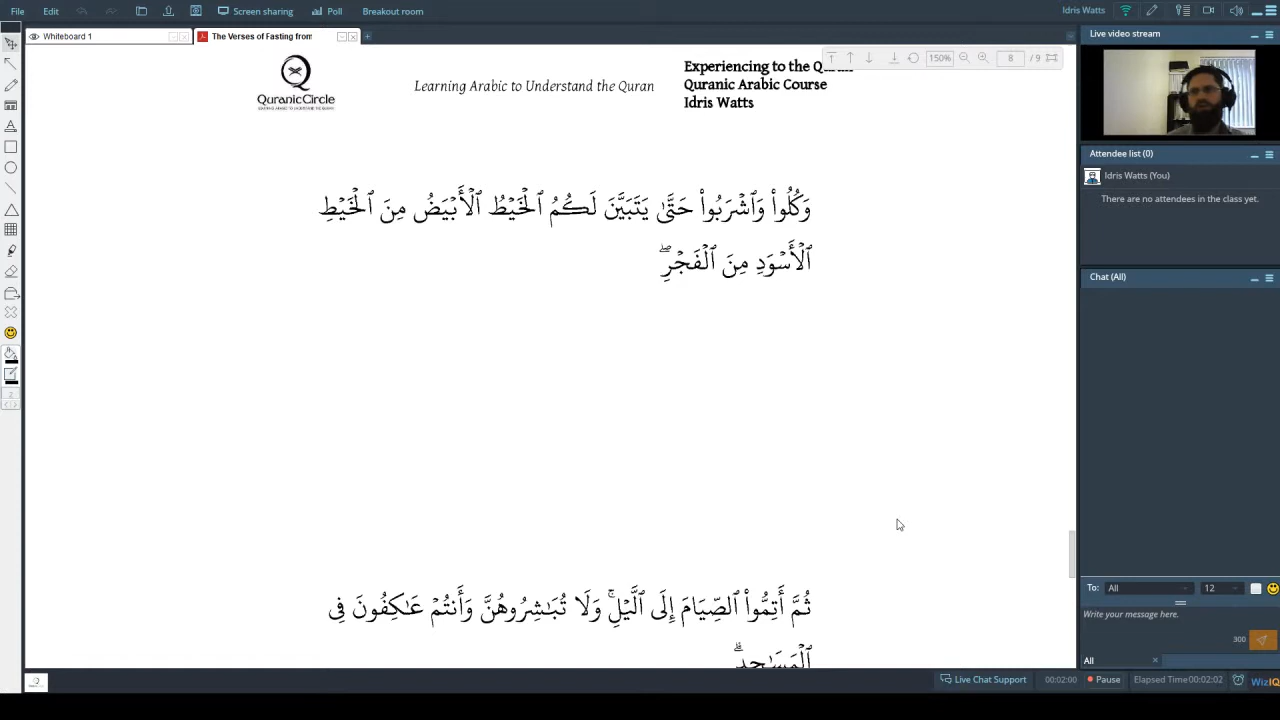 File Edit Screen sharing Poll Breakout room Idris Watts
Whiteboard 1 The Verses of Fasting from
Live video stream
QuranicCircle
Learning Arabic to Understand the Quran
Experiencing to the Quran
Quranic Arabic Course
Idris Watts
150% 8 / 9
وَكُلُوا۟ وَٱشْرَبُوا۟ حَتَّىٰ يَتَبَيَّنَ لَكُمُ ٱلْخَيْطُ ٱلْأَبْيَضُ مِنَ ٱلْخَيْطِ
ٱلْأَسْوَدِ مِنَ ٱلْفَجْرِ ۖ
ثُمَّ أَتِمُّوا۟ ٱلصِّيَامَ إِلَى ٱلَّيْلِ ۚ وَلَا تُبَـٰشِرُوهُنَّ وَأَنتُمْ عَـٰكِفُونَ فِى
ٱلْمَسَـٰجِدِ ۗ
Attendee list (0)
Idris Watts (You)
There are no attendees in the class yet.
Chat (All)
To: All 12
Write your message here.
300
All
2
Live Chat Support 00:02:00 Pause Elapsed Time 00:02:02 WizIQ